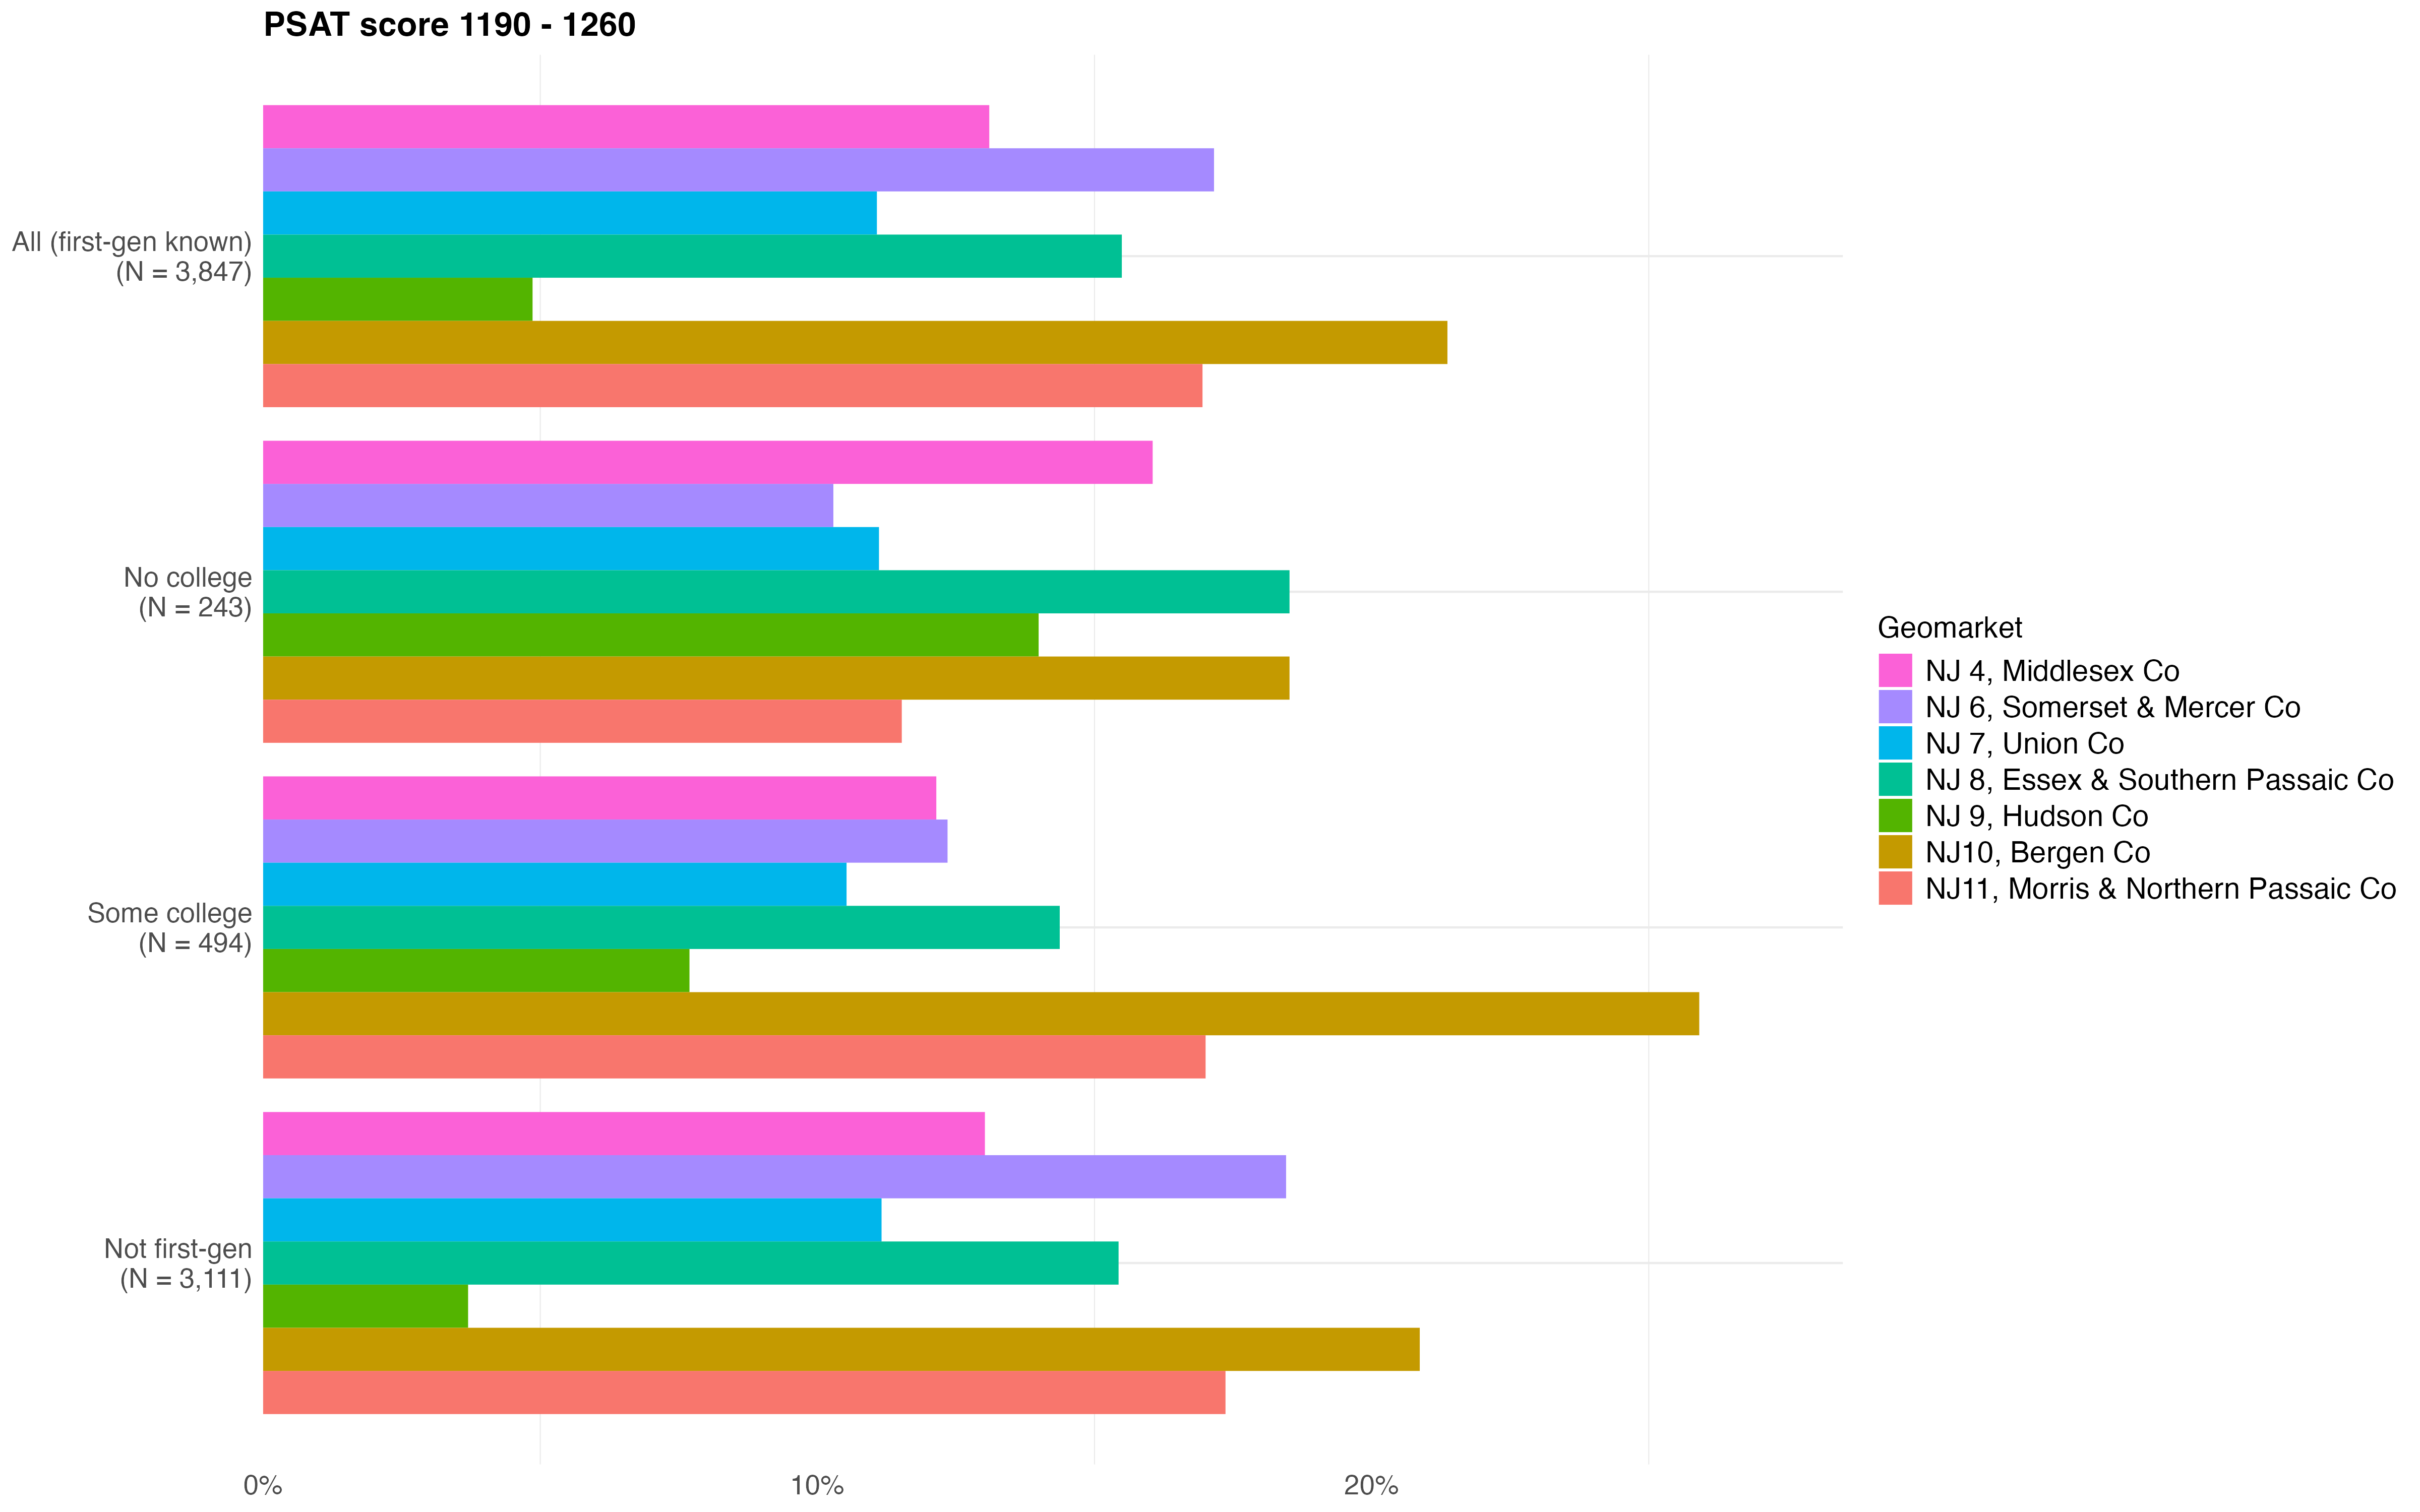 PSAT score 1190 - 1260
All (first-gen known)
(N = 3,847)
No college
(N = 243)
Some college
(N = 494)
Not first-gen
(N = 3,111)
0%
10%
20%
Geomarket
NJ 4, Middlesex Co
NJ 6, Somerset & Mercer Co
NJ 7, Union Co
NJ 8, Essex & Southern Passaic Co
NJ 9, Hudson Co
NJ10, Bergen Co
NJ11, Morris & Northern Passaic Co